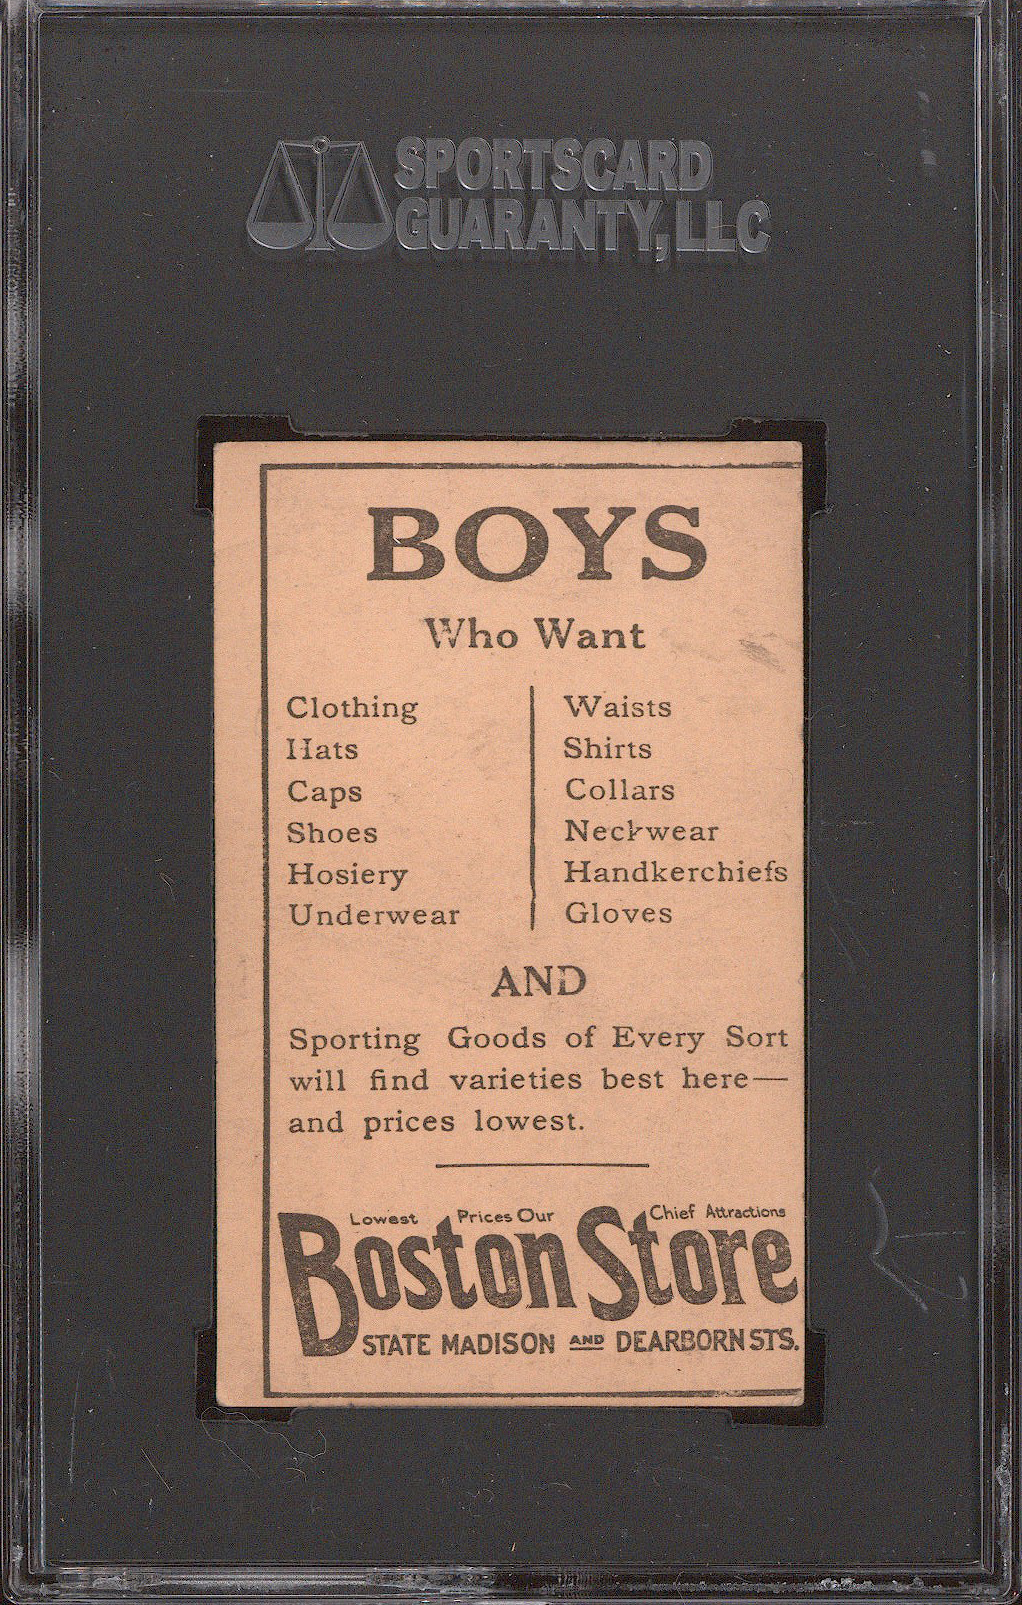 SPORTSCARD
GUARANTY, LLC
BOYS
Who Want
Clothing
Hats
Caps
Shoes
Hosiery
Underwear
Waists
Shirts
Collars
Neckwear
Handkerchiefs
Gloves
AND
Sporting Goods of Every Sort
will find varieties best here—
and prices lowest.
Lowest Prices Our Chief Attractions
Boston Store
STATE MADISON AND DEARBORN STS.